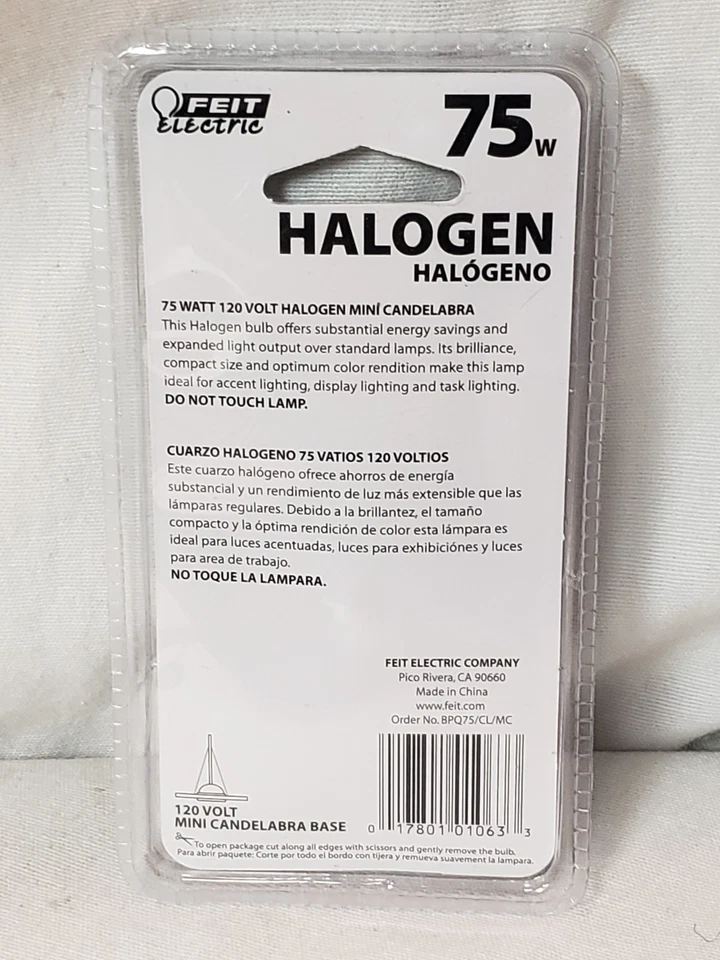 FEIT
Electric
75W
HALOGEN
HALÓGENO
75 WATT 120 VOLT HALOGEN MINÍ CANDELABRA
This Halogen bulb offers substantial energy savings and
expanded light output over standard lamps. Its brilliance,
compact size and optimum color rendition make this lamp
ideal for accent lighting, display lighting and task lighting.
DO NOT TOUCH LAMP.
CUARZO HALOGENO 75 VATIOS 120 VOLTIOS
Este cuarzo halógeno ofrece ahorros de energía
substancial y un rendimiento de luz más extensible que las
lámparas regulares. Debido a la brillantez, el tamaño
compacto y la óptima rendición de color esta lámpara es
ideal para luces acentuadas, luces para exhibiciónes y luces
para area de trabajo.
NO TOQUE LA LAMPARA.
FEIT ELECTRIC COMPANY
Pico Rivera, CA 90660
Made in China
www.feit.com
Order No. BPQ75/CL/MC
120 VOLT
MINI CANDELABRA BASE
0 17801 01063 3
To open package cut along all edges with scissors and gently remove the bulb.
Para abrir paquete: Corte por todo el bordo con tijera y remueva suavement la lampara.